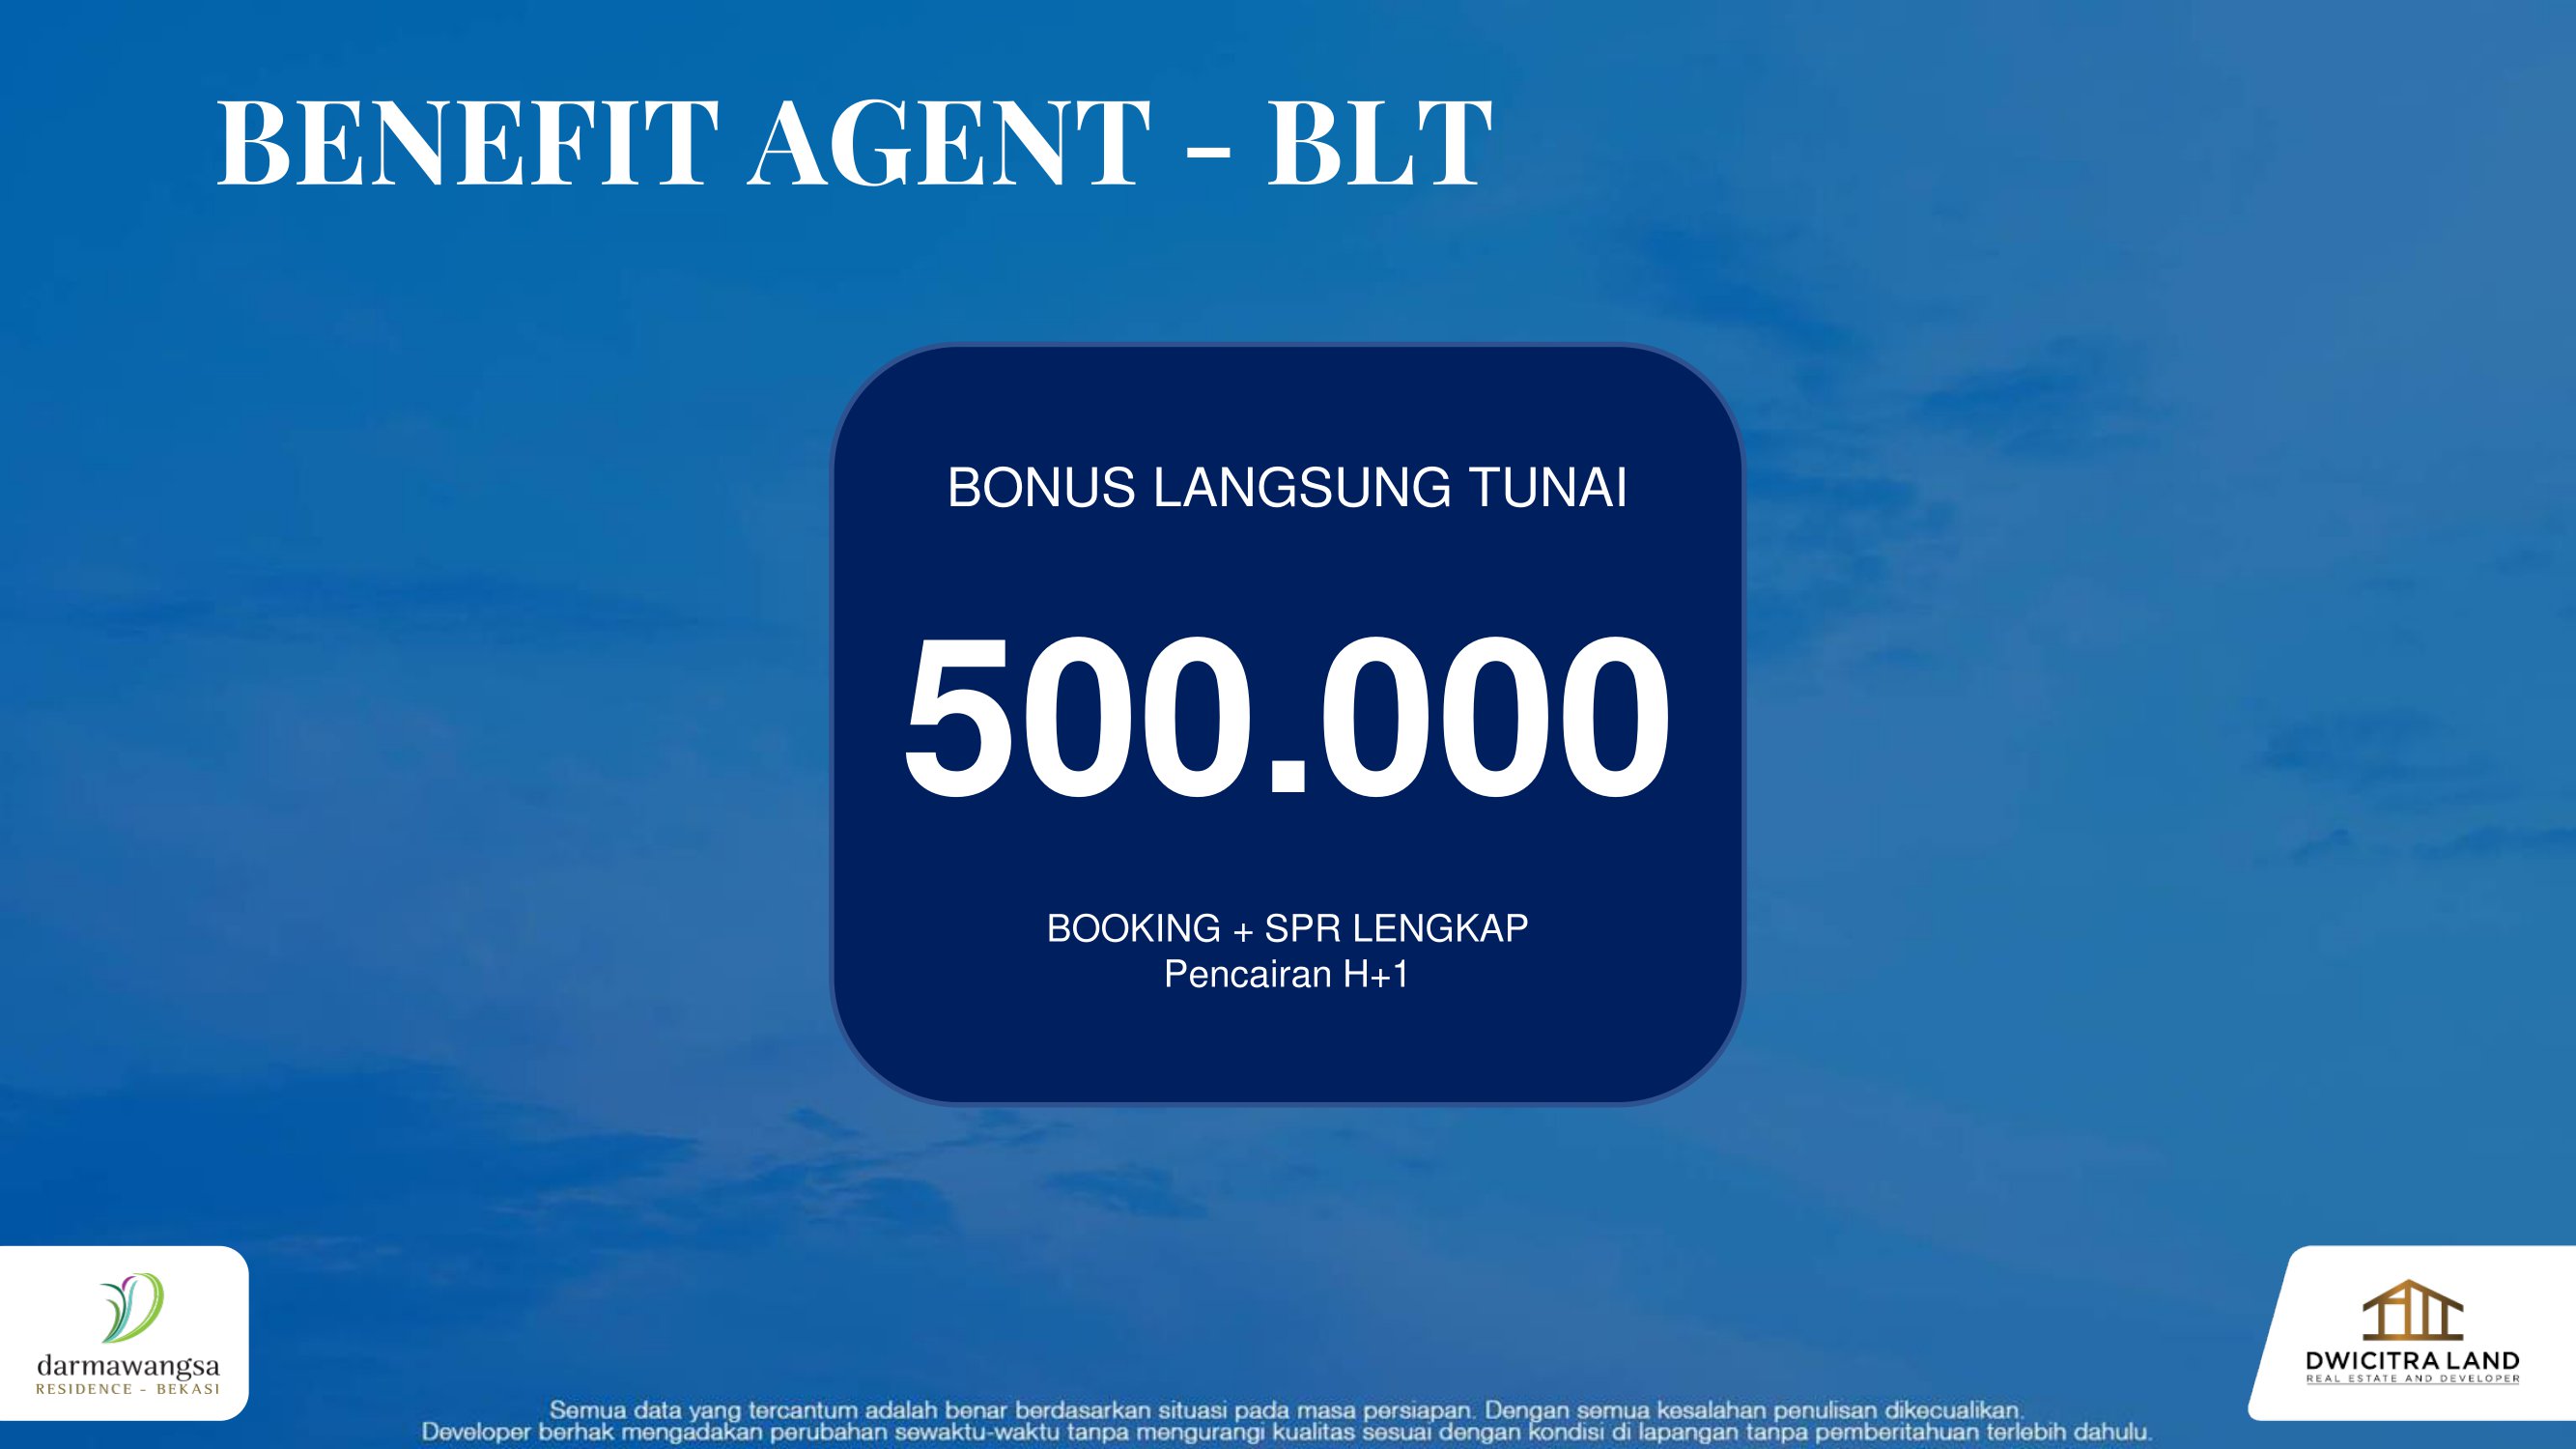 BENEFIT AGENT - BLT
BONUS LANGSUNG TUNAI
500.000
BOOKING + SPR LENGKAP
Pencairan H+1
darmawangsa
RESIDENCE - BEKASI
DWICITRA LAND
REAL ESTATE AND DEVELOPER
Semua data yang tercantum adalah benar berdasarkan situasi pada masa persiapan. Dengan semua kesalahan penulisan dikecualikan.
Developer berhak mengadakan perubahan sewaktu-waktu tanpa mengurangi kualitas sesuai dengan kondisi di lapangan tanpa pemberitahuan terlebih dahulu.